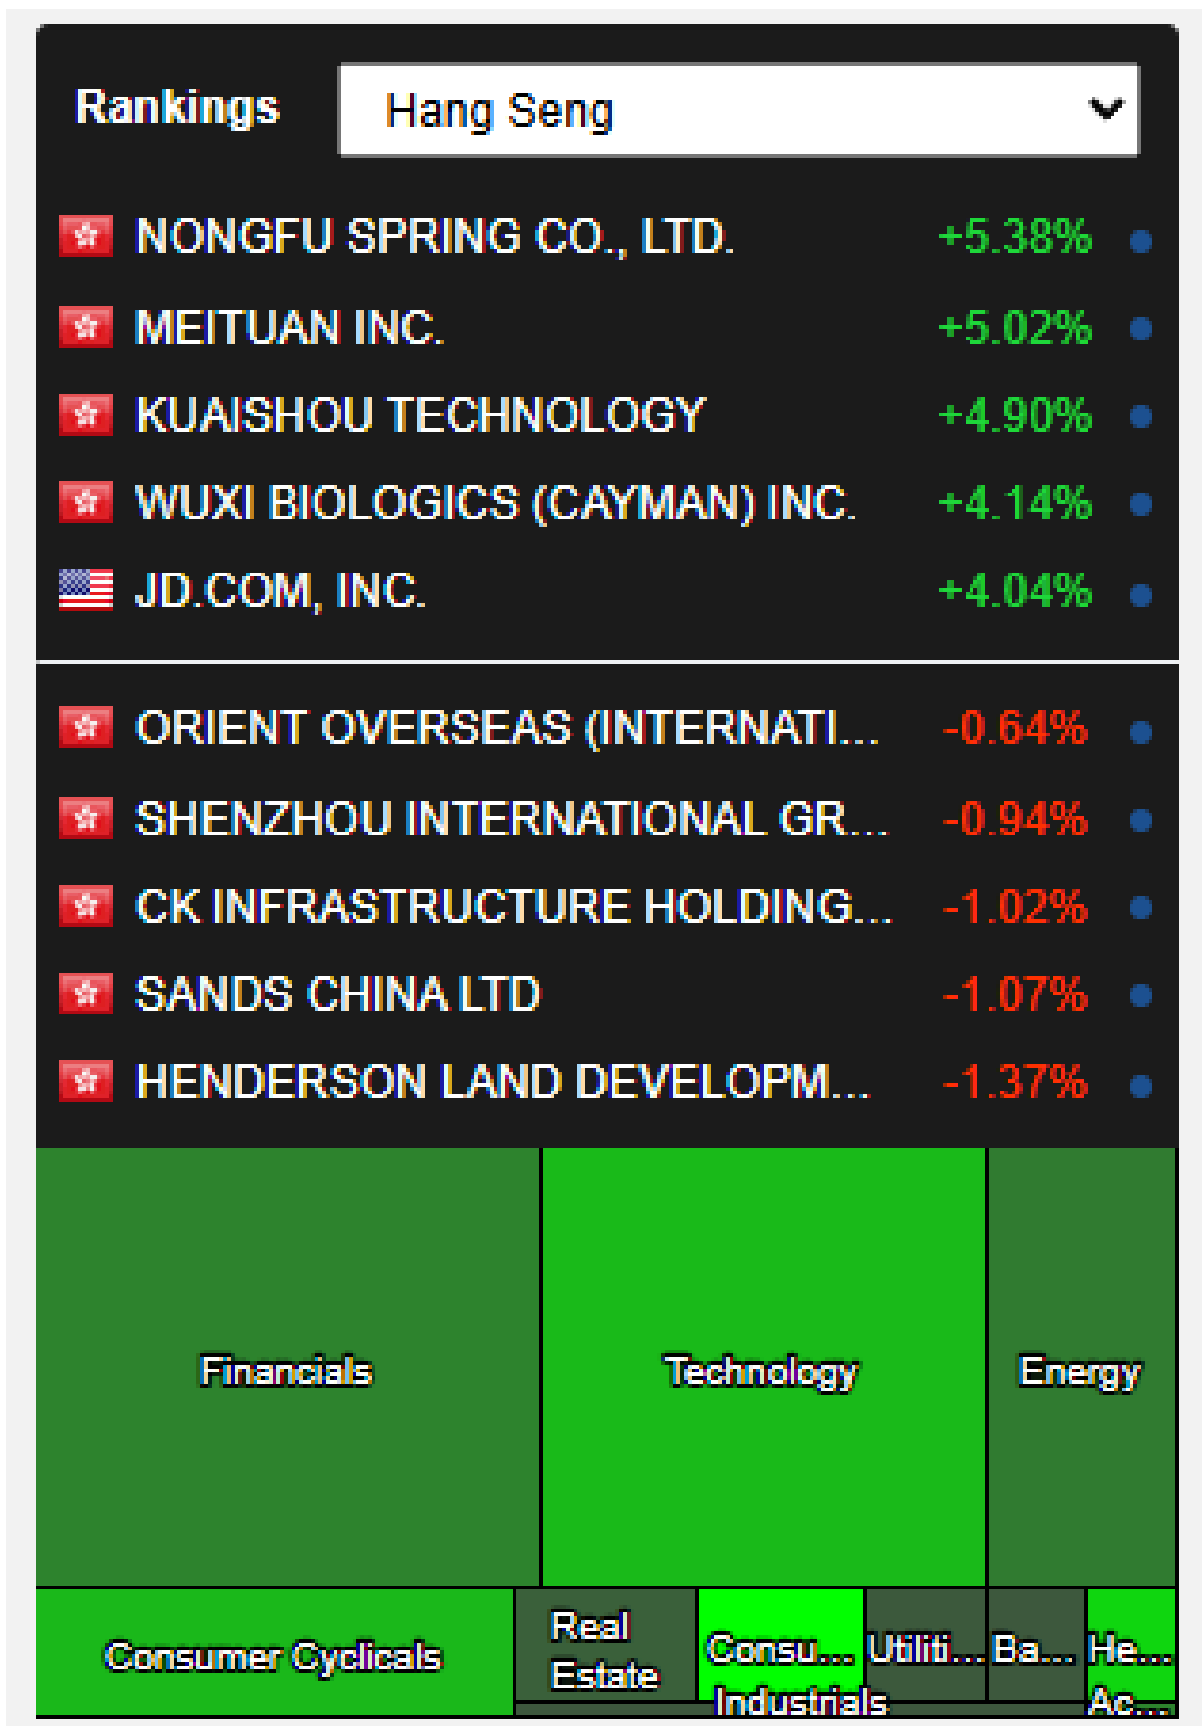 Rankings
Hang Seng
NONGFU SPRING CO., LTD. +5.38%
MEITUAN INC. +5.02%
KUAISHOU TECHNOLOGY +4.90%
WUXI BIOLOGICS (CAYMAN) INC. +4.14%
JD.COM, INC. +4.04%
ORIENT OVERSEAS (INTERNATI... -0.64%
SHENZHOU INTERNATIONAL GR... -0.94%
CK INFRASTRUCTURE HOLDING... -1.02%
SANDS CHINA LTD -1.07%
HENDERSON LAND DEVELOPM... -1.37%
Financials
Technology
Energy
Consumer Cyclicals
Real
Estate
Consu...
Utiliti...
Ba...
He...
Industrials
Ac...